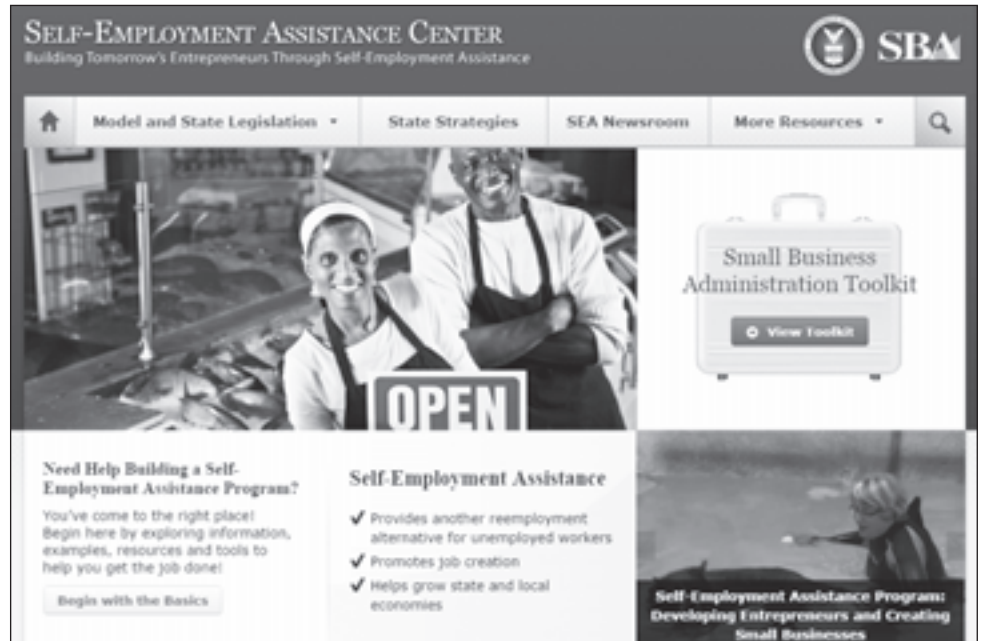 SELF-EMPLOYMENT ASSISTANCE CENTER
Building Tomorrow's Entrepreneurs Through Self-Employment Assistance
SBA
Model and State Legislation
State Strategies
SEA Newsroom
More Resources
Small Business
Administration Toolkit
View Toolkit
OPEN
Need Help Building a Self-
Employment Assistance Program?
You've come to the right place!
Begin here by exploring information,
examples, resources and tools to
help you get the job done!
Begin with the Basics
Self-Employment Assistance
Provides another reemployment
alternative for unemployed workers
Promotes job creation
Helps grow state and local
economies
Self-Employment Assistance Program:
Developing Entrepreneurs and Creating
Small Businesses